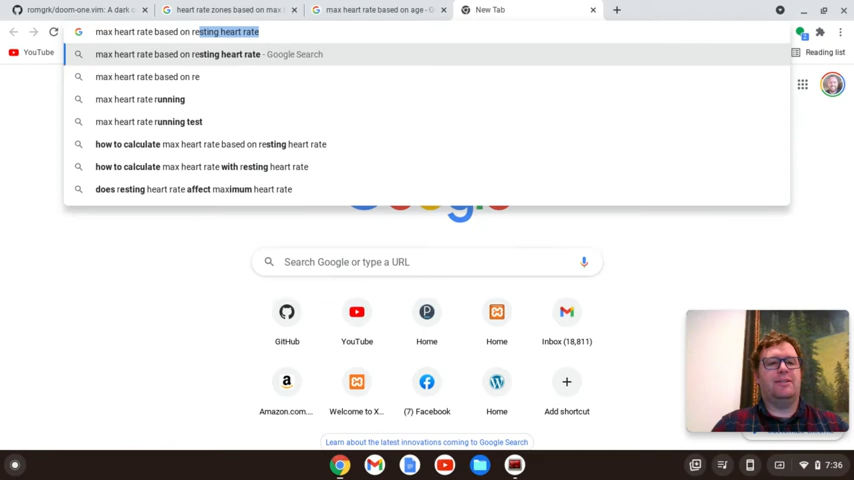 romgrk/doom-one.vim: A dark c
heart rate zones based on max h
max heart rate based on age - G
New Tab
max heart rate based on resting heart rate
YouTube
Reading list
max heart rate based on resting heart rate - Google Search
max heart rate based on re
max heart rate running
max heart rate running test
how to calculate max heart rate based on resting heart rate
how to calculate max heart rate with resting heart rate
does resting heart rate affect maximum heart rate
Search Google or type a URL
GitHub
YouTube
Home
Home
Inbox (18,811)
Amazon.com...
Welcome to X...
(7) Facebook
Home
Add shortcut
Learn about the latest innovations coming to Google Search
7:36